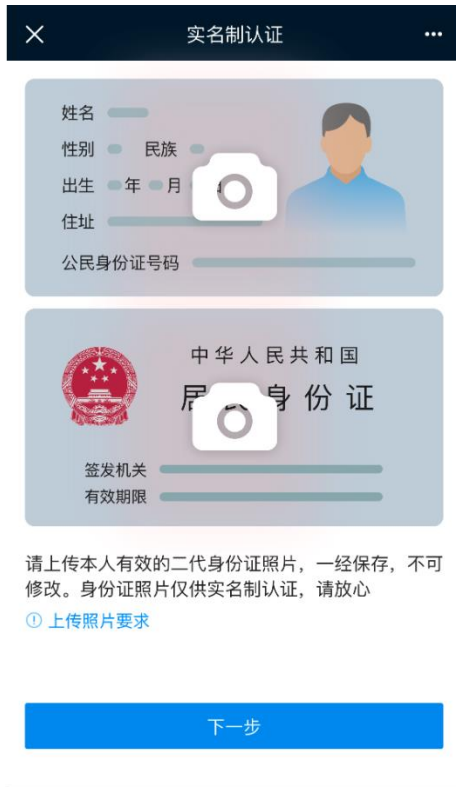 实名制认证
姓名
性别 民族
出生 年 月
住址
公民身份证号码
中华人民共和国
居民身份证
签发机关
有效期限
请上传本人有效的二代身份证照片，一经保存，不可
修改。身份证照片仅供实名制认证，请放心
上传照片要求
下一步